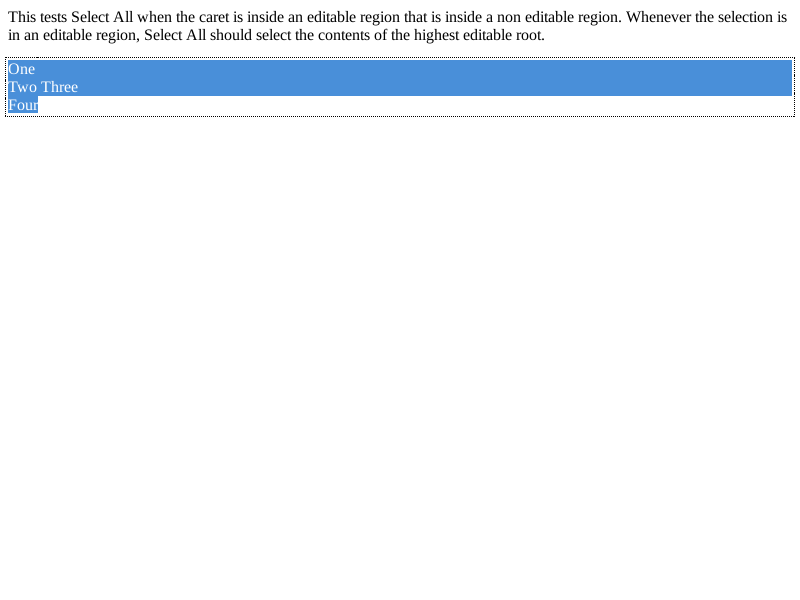 This tests Select All when the caret is inside an editable region that is inside a non editable region. Whenever the selection is
in an editable region, Select All should select the contents of the highest editable root.
One
Two Three
Four